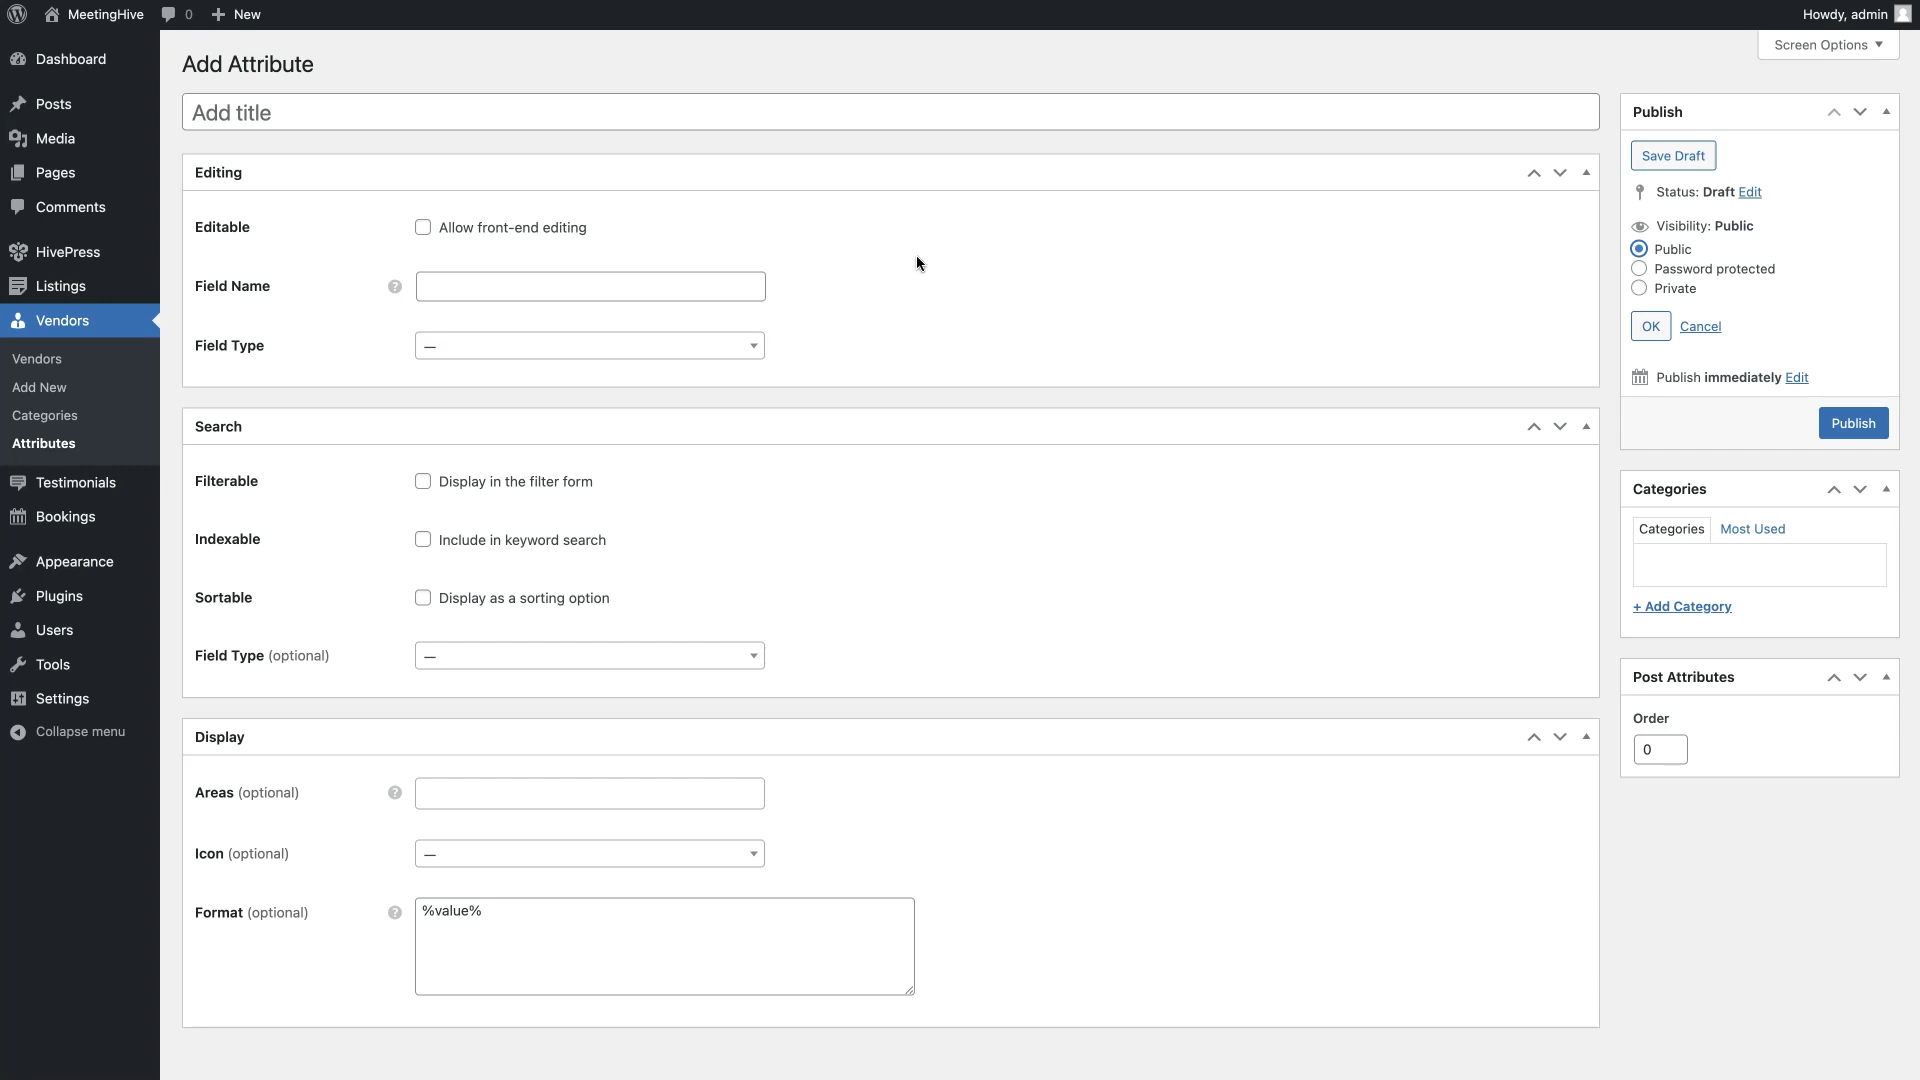 MeetingHive 0 + New Howdy, admin
Screen Options ▼
Dashboard
Posts
Media
Pages
Comments
HivePress
Listings
Vendors
Vendors
Add New
Categories
Attributes
Testimonials
Bookings
Appearance
Plugins
Users
Tools
Settings
Collapse menu
Add Attribute
Add title
Editing
Editable Allow front-end editing
Field Name ?
Field Type —
Search
Filterable Display in the filter form
Indexable Include in keyword search
Sortable Display as a sorting option
Field Type (optional) —
Display
Areas (optional) ?
Icon (optional) —
Format (optional) ? %value%
Publish
Save Draft
Status: Draft Edit
Visibility: Public
Public
Password protected
Private
OK Cancel
Publish immediately Edit
Publish
Categories
Categories Most Used
+ Add Category
Post Attributes
Order
0